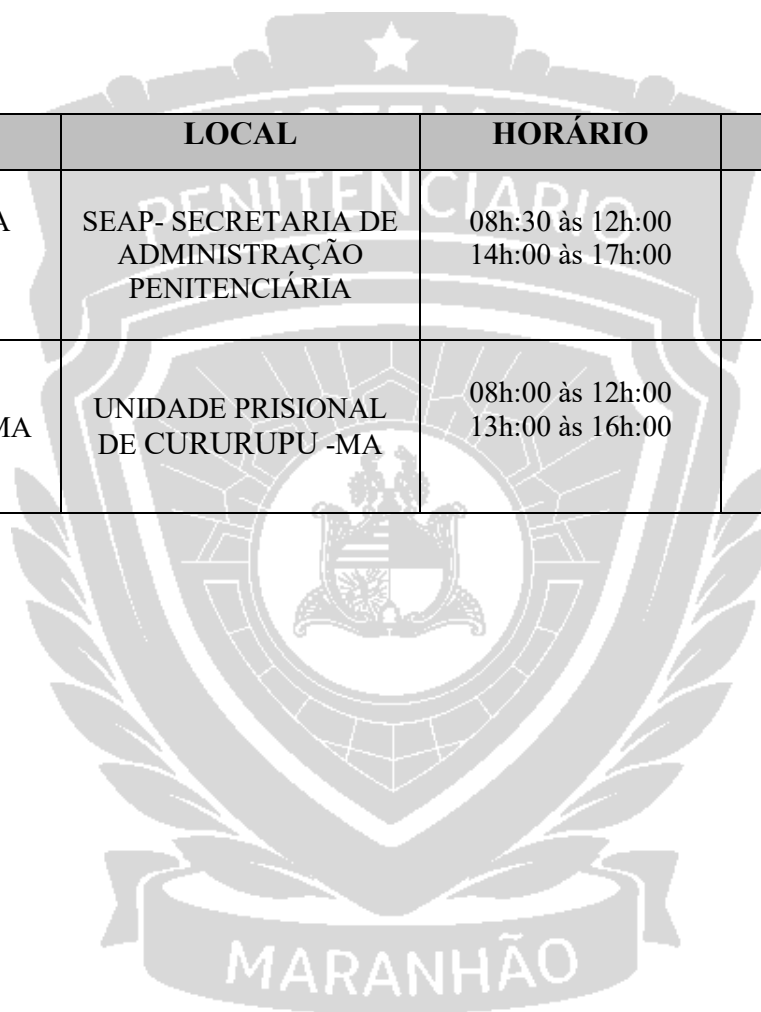 LOCAL
HORÁRIO
A
SEAP- SECRETARIA DE
ADMINISTRAÇÃO
PENITENCIÁRIA
08h:30 às 12h:00
14h:00 às 17h:00
MA
UNIDADE PRISIONAL
DE CURURUPU -MA
08h:00 às 12h:00
13h:00 às 16h:00
PENITENCIÁRIO
MARANHÃO